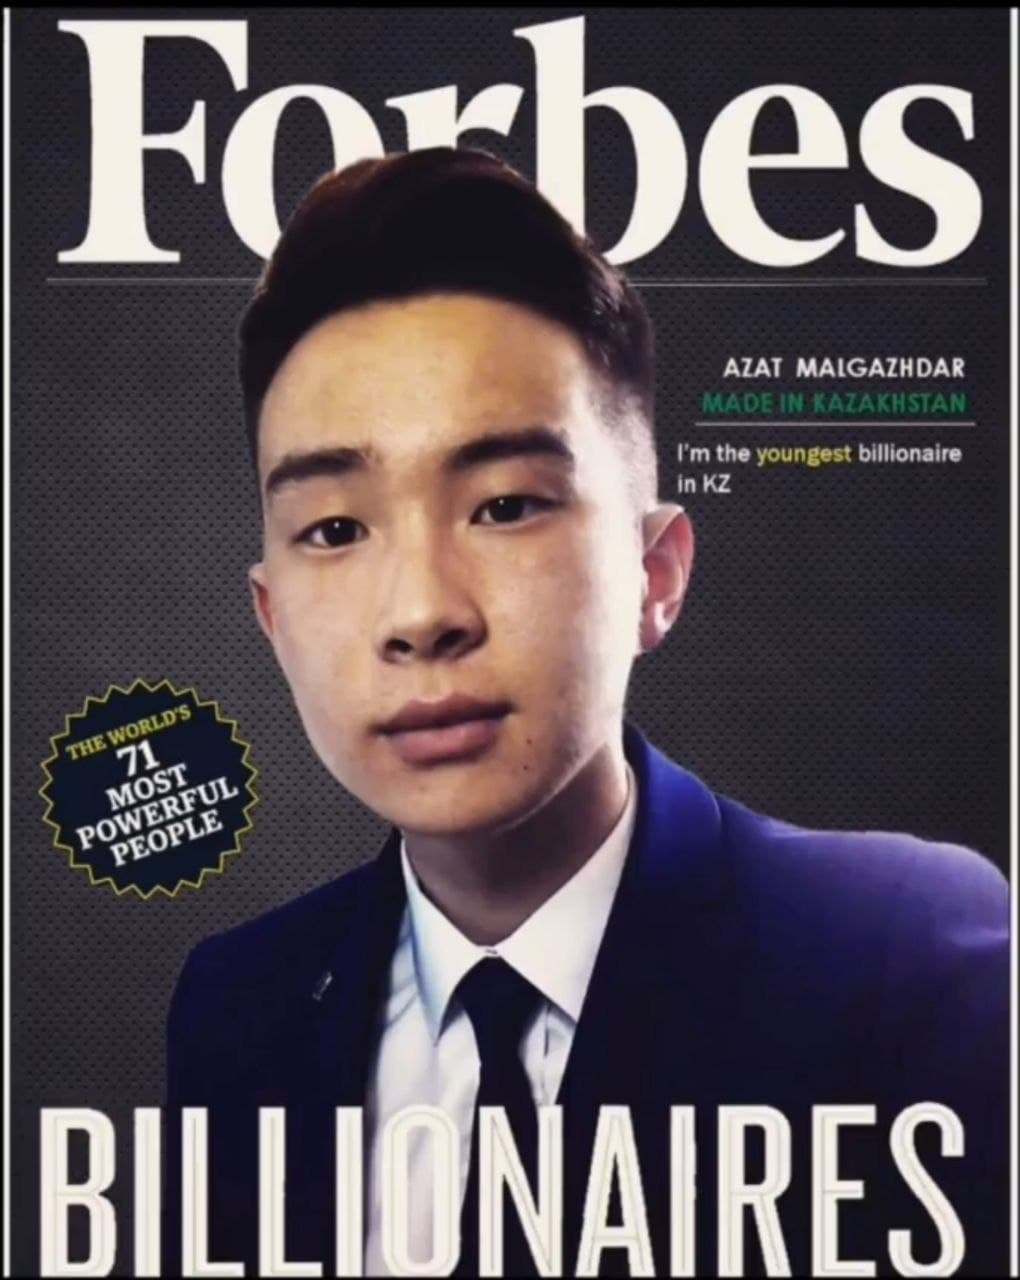 Forbes
AZAT MALGAZHDAR
MADE IN KAZAKHSTAN
I'm the youngest billionaire
in KZ
THE WORLD'S
71
MOST
POWERFUL
PEOPLE
BILLIONAIRES